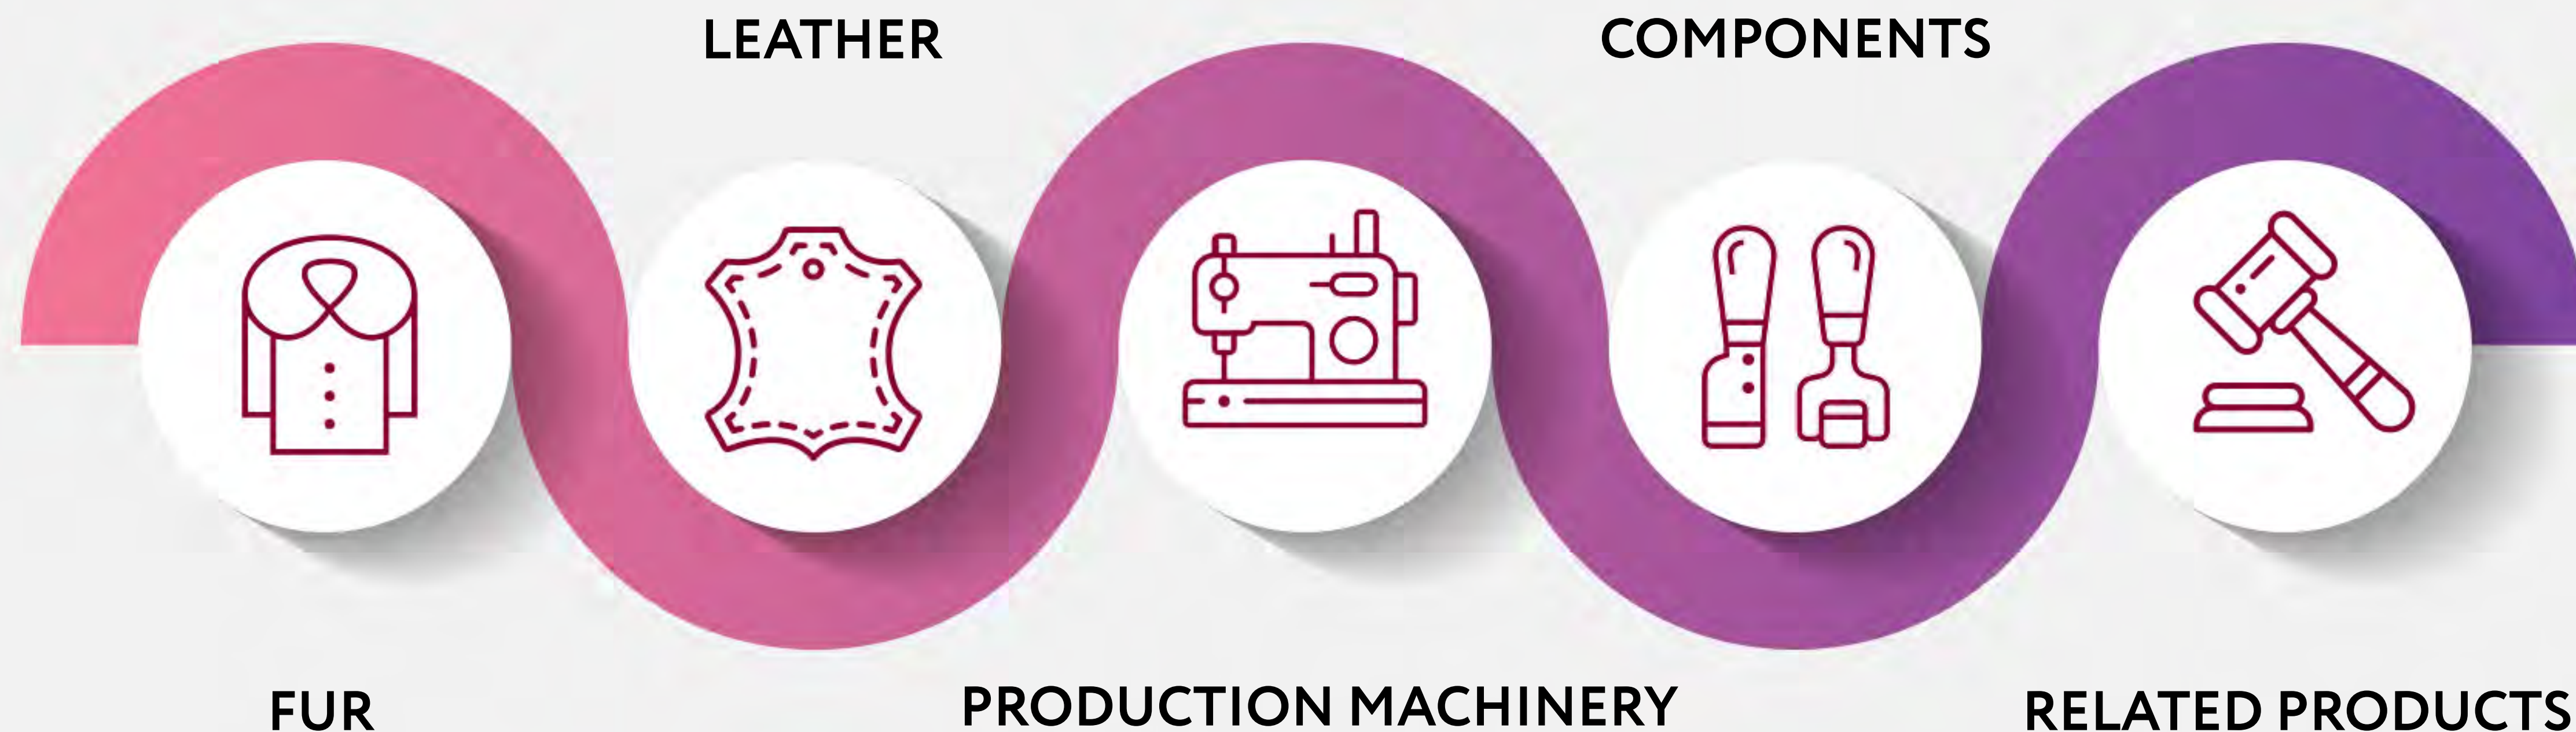 LEATHER
COMPONENTS
FUR
PRODUCTION MACHINERY
RELATED PRODUCTS